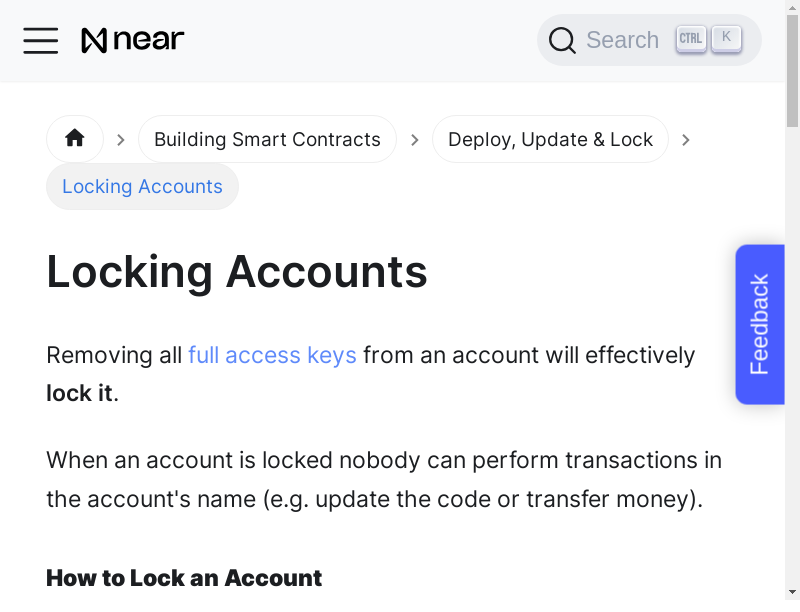 near
Search CTRL K
Building Smart Contracts
Deploy, Update & Lock
Locking Accounts
Locking Accounts
Removing all full access keys from an account will effectively
lock it.
When an account is locked nobody can perform transactions in
the account's name (e.g. update the code or transfer money).
How to Lock an Account
Feedback